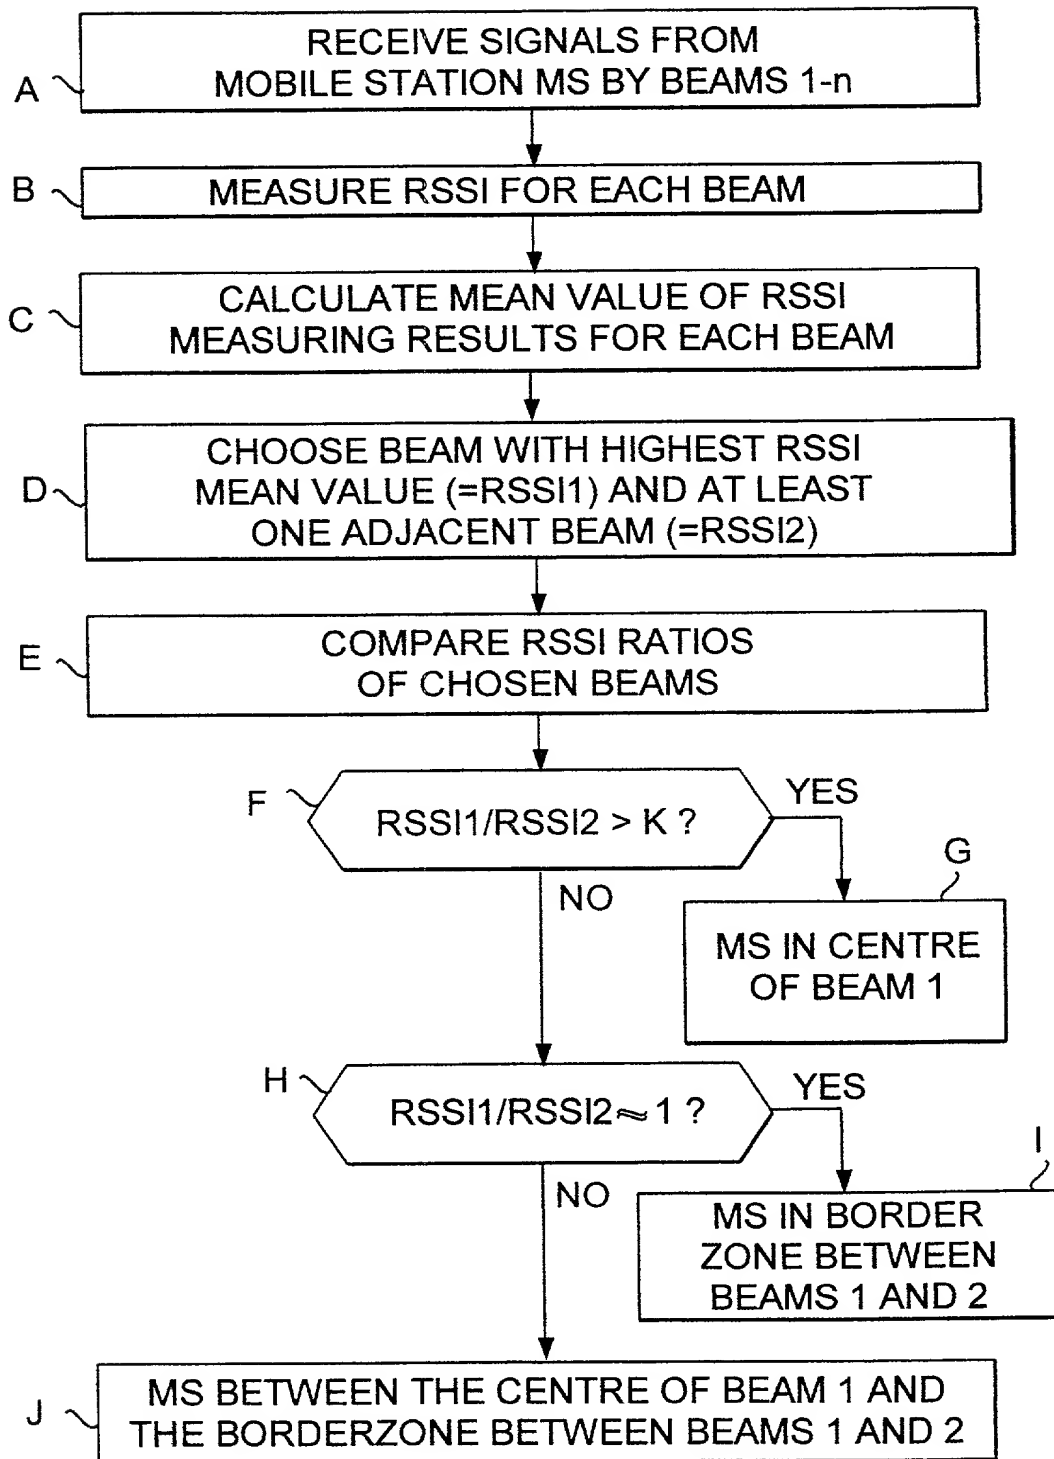 RECEIVE SIGNALS FROM
A
MOBILE STATION MS BY BEAMS 1-n
B
MEASURE RSSI FOR EACH BEAM
CALCULATE MEAN VALUE OF RSSI
C
MEASURING RESULTS FOR EACH BEAM
CHOOSE BEAM WITH HIGHEST RSSI
D
MEAN VALUE (=RSSI1) AND AT LEAST
ONE ADJACENT BEAM (=RSSI2)
E
COMPARE RSSI RATIOS
OF CHOSEN BEAMS
F
RSSI1/RSSI2 > K ?
YES
NO
G
MS IN CENTRE
OF BEAM 1
H
RSSI1/RSSI2 ≈ 1 ?
YES
NO
I
MS IN BORDER
ZONE BETWEEN
BEAMS 1 AND 2
J
MS BETWEEN THE CENTRE OF BEAM 1 AND
THE BORDERZONE BETWEEN BEAMS 1 AND 2